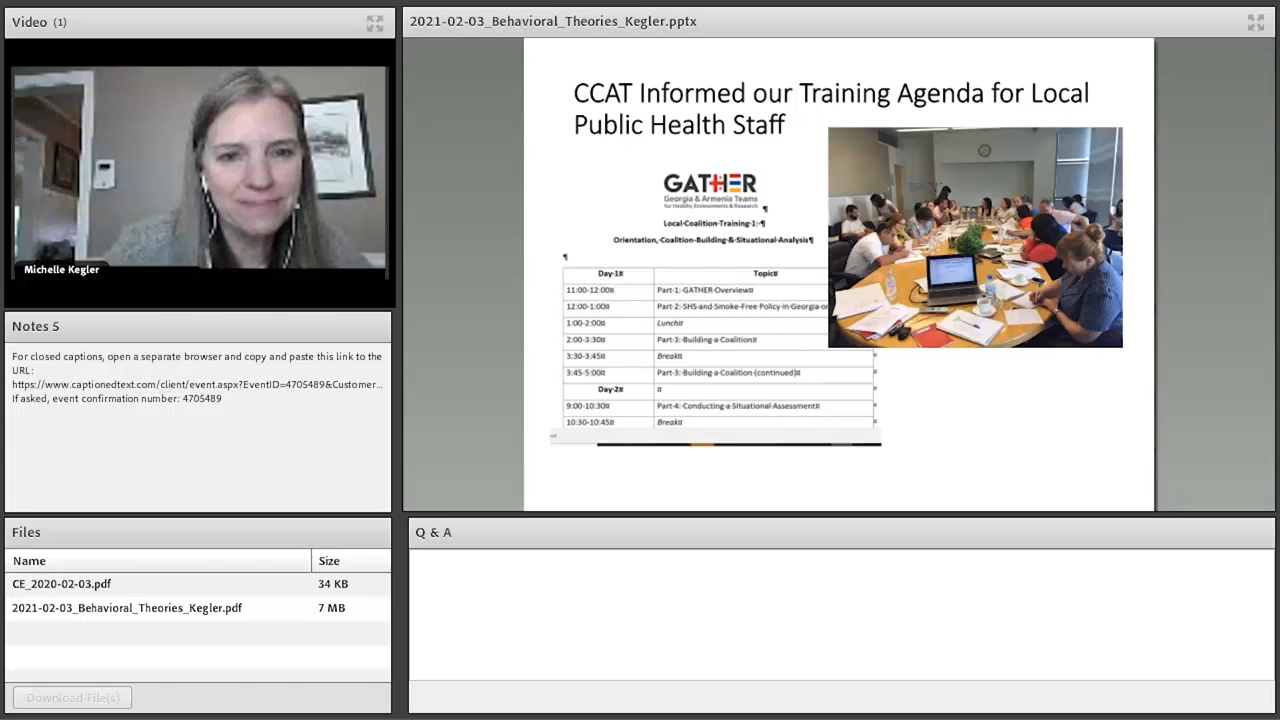 Video (1)
Michelle Kegler
Notes 5
For closed captions, open a separate browser and copy and paste this link to the
URL:
https://www.captionedtext.com/client/event.aspx?EventID=4705489&Customer...
If asked, event confirmation number: 4705489
Files
Name Size
CE_2020-02-03.pdf 34 KB
2021-02-03_Behavioral_Theories_Kegler.pdf 7 MB
Download File(s)
2021-02-03_Behavioral_Theories_Kegler.pptx
CCAT Informed our Training Agenda for Local
Public Health Staff
GATHER
Georgia & Armenia Teams
for Healthy Environments & Research ¶
Local·Coalition·Training·1:·¶
Orientation,·Coalition·Building·&·Situational·Analysis¶
¶
Day·1¤ Topic¤
11:00-12:00¤ Part·1:·GATHER·Overview¤
12:00-1:00¤ Part·2:·SHS·and·Smoke-Free·Policy·in·Georgia·or
1:00-2:00¤ Lunch¤
2:00-3:30¤ Part·3:·Building·a·Coalition¤
3:30-3:45¤ Break¤ ¤
3:45-5:00¤ Part·3:·Building·a·Coalition·(continued)¤ ¤
Day·2¤ ¤ ¤
9:00-10:30¤ Part·4:·Conducting·a·Situational·Assessment¤ ¤
10:30-10:45¤ Break¤ ¤
Q & A